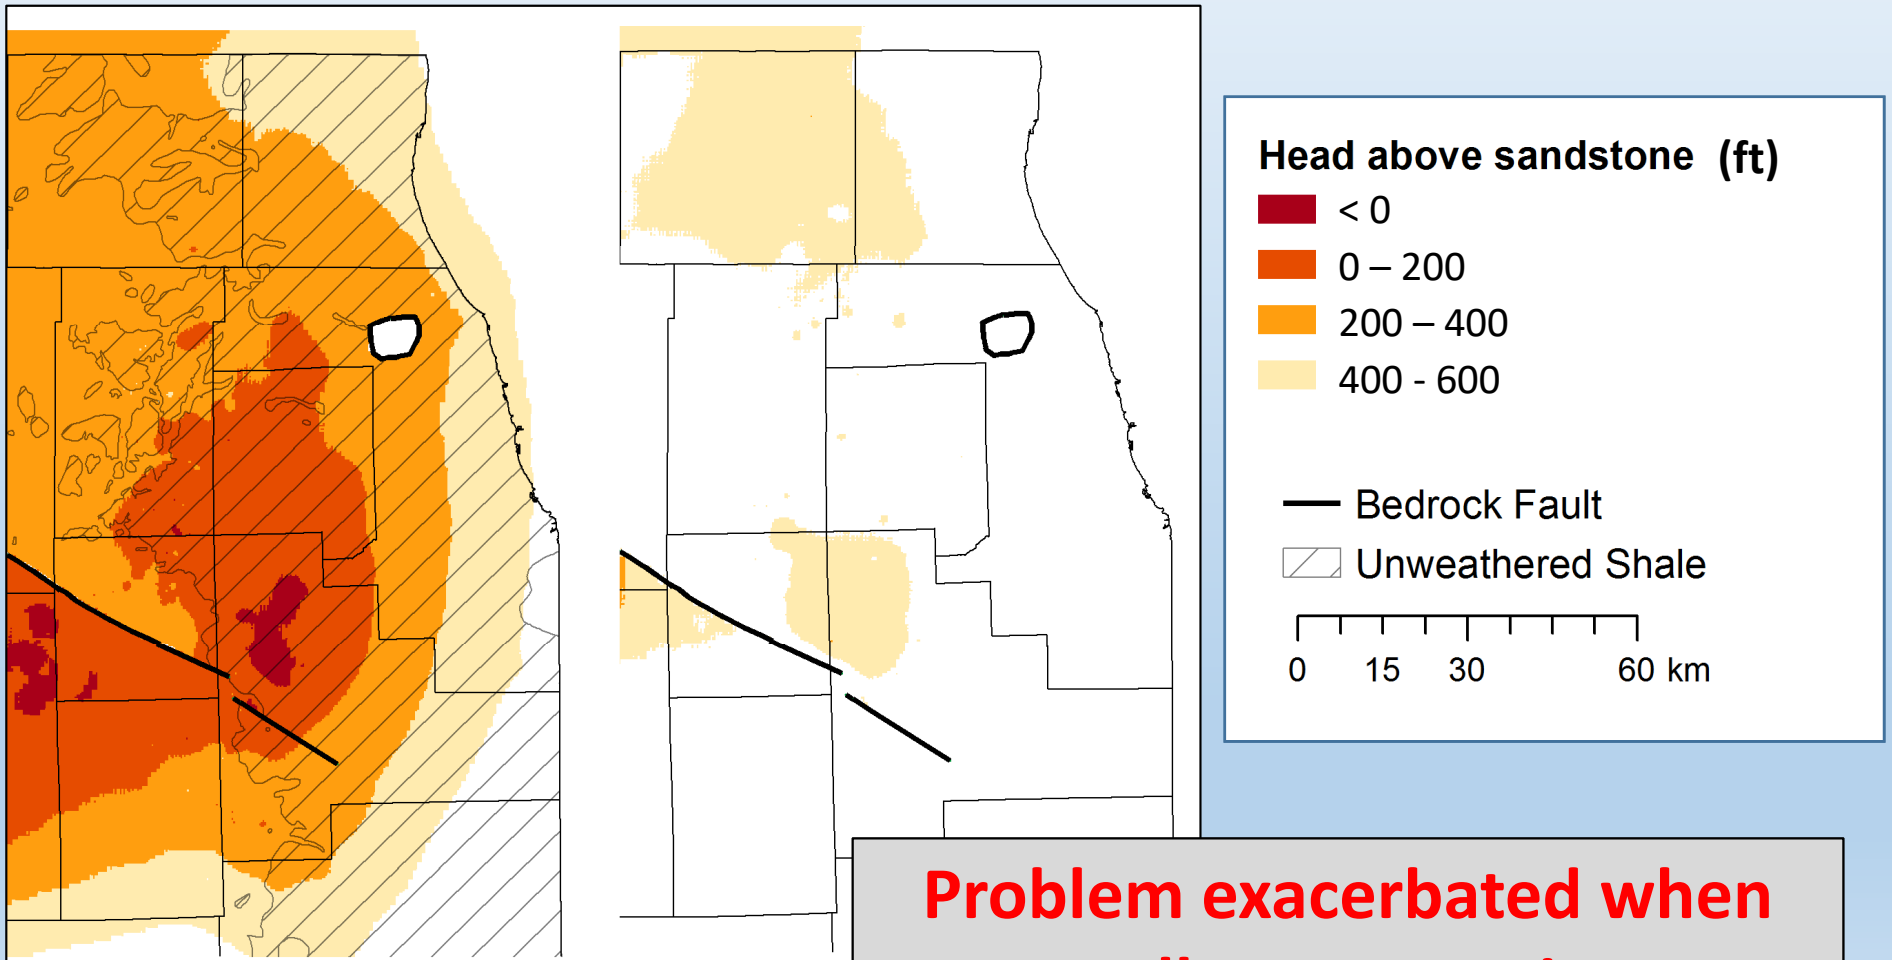 Head above sandstone (ft)
< 0
0 – 200
200 – 400
400 - 600
Bedrock Fault
Unweathered Shale
0 15 30 60 km
Problem exacerbated when